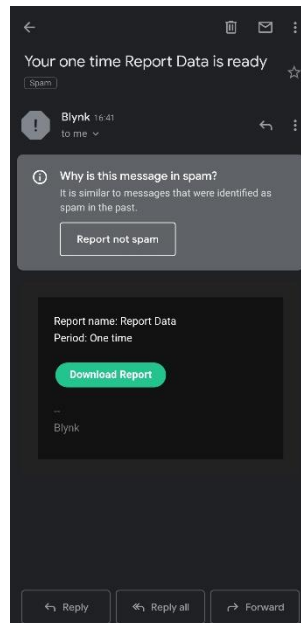 Your one time Report Data is ready
Spam
Blynk 16:41
to me
Why is this message in spam?
It is similar to messages that were identified as
spam in the past.
Report not spam
Report name: Report Data
Period: One time
Download Report
--
Blynk
Reply
Reply all
Forward